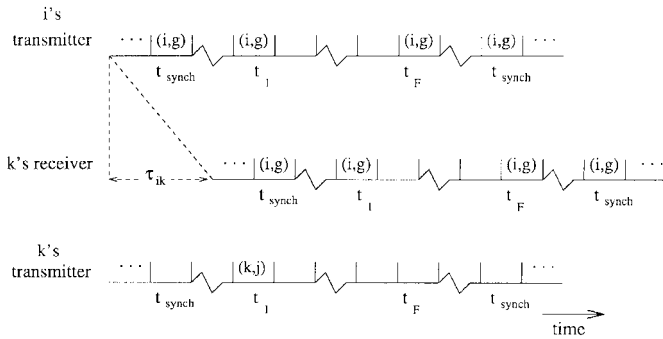 i's
transmitter
· · · (i,g) (i,g) (i,g) (i,g) · · ·
t synch t 1 t F t synch
k's receiver
· · · (i,g) (i,g) (i,g) (i,g) · · ·
τ ik
t synch t 1 t F t synch
k's
transmitter
· · · (k,j) · · ·
t synch t 1 t F t synch
time